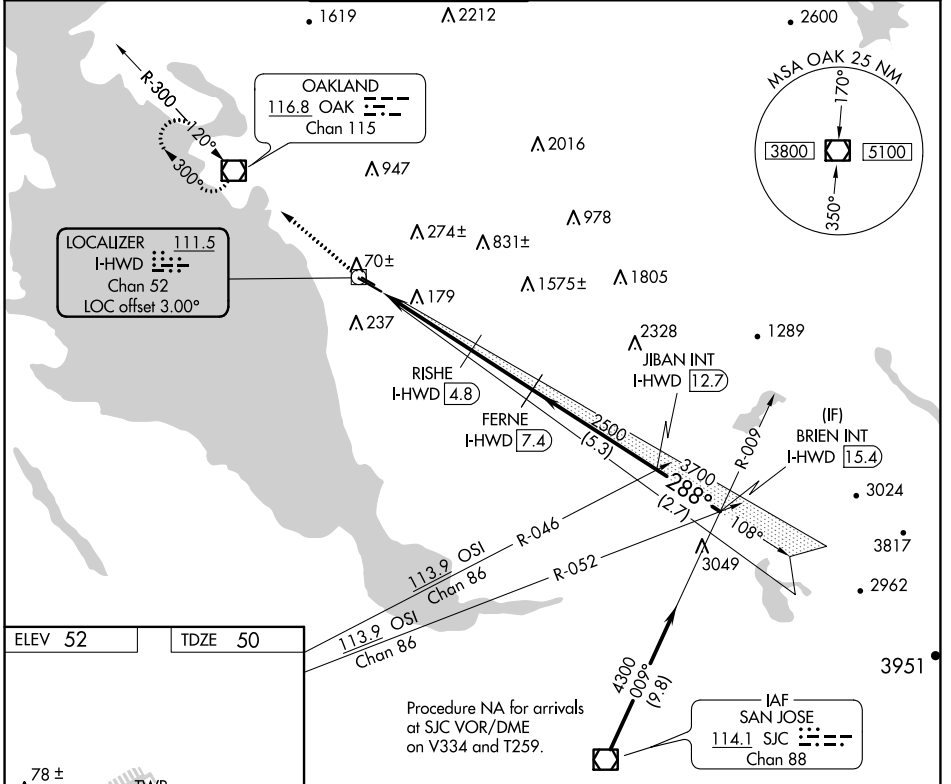 1619
2212
2600
MSA OAK 25 NM
170°
3800
5100
350°
R-300
120°
300°
OAKLAND
116.8 OAK
Chan 115
947
2016
274±
831±
978
LOCALIZER 111.5
I-HWD
Chan 52
LOC offset 3.00°
70±
179
1575±
1805
237
2328
1289
RISHE
I-HWD 4.8
FERNE
I-HWD 7.4
JIBAN INT
I-HWD 12.7
(IF)
BRIEN INT
I-HWD 15.4
R-009
2500
(5.3)
3700
288°
(2.7)
108°
3024
3817
3049
2962
3951
R-046
113.9 OSI
Chan 86
R-052
113.9 OSI
Chan 86
ELEV 52
TDZE 50
4300
009°
(9.8)
Procedure NA for arrivals
at SJC VOR/DME
on V334 and T259.
IAF
SAN JOSE
114.1 SJC
Chan 88
78 ±
TWR